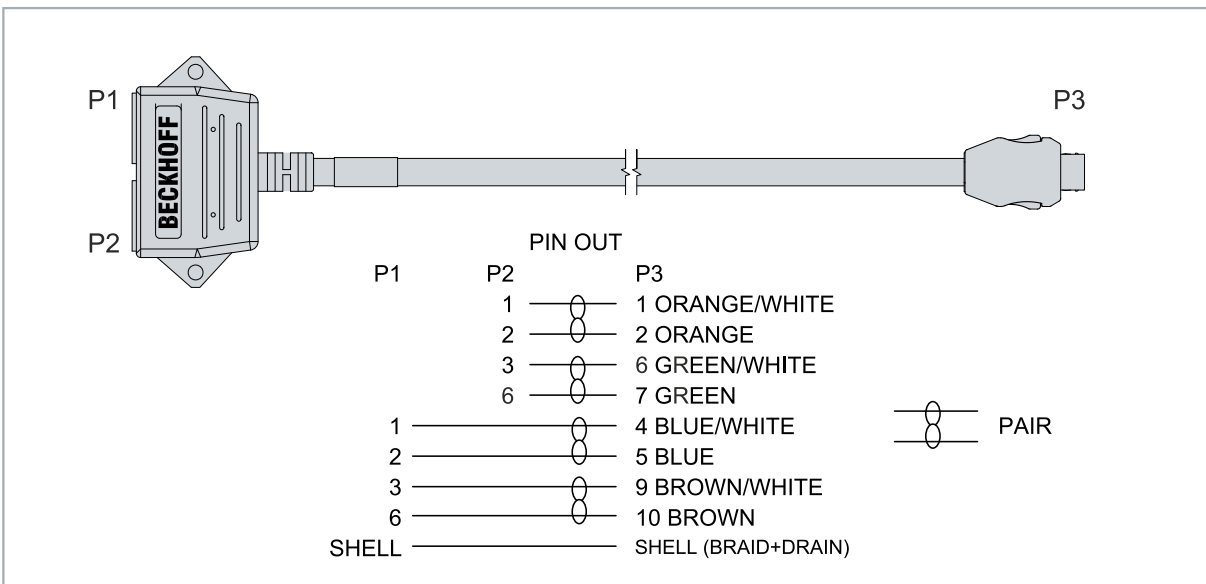 P1
P3
BECKHOFF
P2
PIN OUT
P1 P2 P3
1 1 ORANGE/WHITE
2 2 ORANGE
3 6 GREEN/WHITE
6 7 GREEN
1 4 BLUE/WHITE
2 5 BLUE
3 9 BROWN/WHITE
6 10 BROWN
SHELL SHELL (BRAID+DRAIN)
PAIR